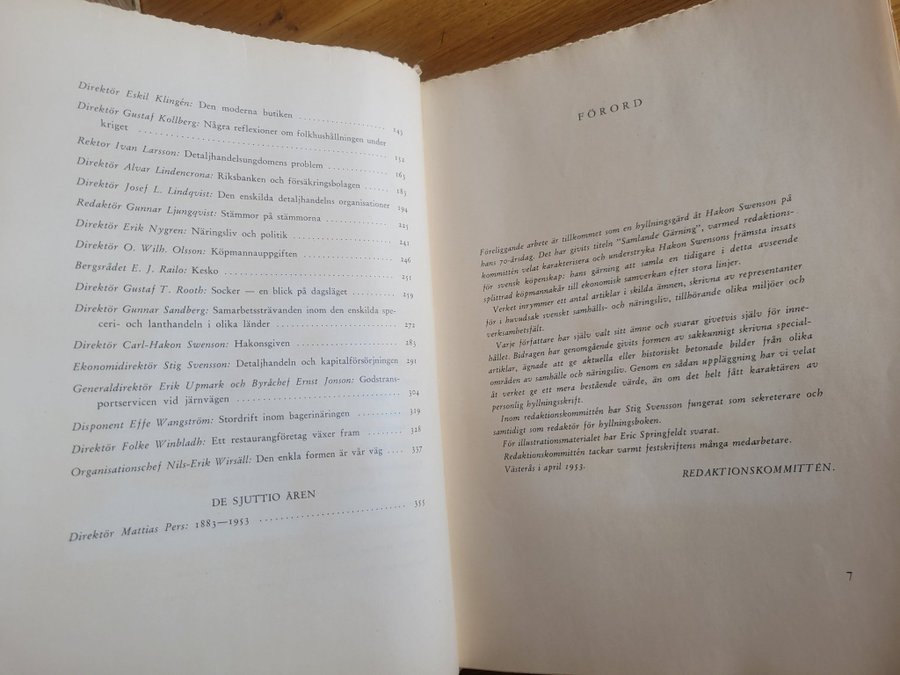 Direktör Eskil Klingén: Den moderna butiken ........ 143
Direktör Gustaf Kollberg: Några reflexioner om folkhushållningen under
kriget ........ 152
Rektor Ivan Larsson: Detaljhandelsungdomens problem ........ 163
Direktör Alvar Lindencrona: Riksbanken och försäkringsbolagen ........ 183
Direktör Josef L. Lindqvist: Den enskilda detaljhandelns organisationer 194
Redaktör Gunnar Ljungqvist: Stämmor på stämmorna ........ 225
Direktör Erik Nygren: Näringsliv och politik ........ 241
Direktör O. Wilh. Olsson: Köpmannauppgiften ........ 246
Bergsrådet E. J. Railo: Kesko ........ 251
Direktör Gustaf T. Rooth: Socker — en blick på dagsläget ........ 259
Direktör Gunnar Sandberg: Samarbetssträvanden inom den enskilda spe-
ceri- och lanthandeln i olika länder ........ 272
Direktör Carl-Hakon Swenson: Hakonsgiven ........ 283
Ekonomidirektör Stig Svensson: Detaljhandeln och kapitalförsörjningen 291
Generaldirektör Erik Upmark och Byråchef Ernst Jonson: Godstrans-
portservicen vid järnvägen ........ 304
Disponent Effe Wangström: Stordrift inom bagerinäringen ........ 319
Direktör Folke Winbladh: Ett restaurangföretag växer fram ........ 328
Organisationschef Nils-Erik Wirsäll: Den enkla formen är vår väg ..... 337
DE SJUTTIO ÅREN
Direktör Mattias Pers: 1883—1953 ........ 355
FÖRORD
Föreliggande arbete är tillkommet som en hyllningsgärd åt Hakon Swenson på
hans 70-årsdag. Det har givits titeln "Samlande Gärning", varmed redaktions-
kommittén velat karakterisera och understryka Hakon Swensons främsta insats
för svensk köpenskap: hans gärning att samla en tidigare i detta avseende
splittrad köpmannakår till ekonomisk samverkan efter stora linjer.
Verket inrymmer ett antal artiklar i skilda ämnen, skrivna av representanter
för i huvudsak svenskt samhälls- och näringsliv, tillhörande olika miljöer och
verksamhetsfält.
Varje författare har själv valt sitt ämne och svarar givetvis själv för inne-
hållet. Bidragen har genomgående givits formen av sakkunnigt skrivna special-
artiklar, ägnade att ge aktuella eller historiskt betonade bilder från olika
områden av samhälle och näringsliv. Genom en sådan uppläggning har vi velat
åt verket ge ett mera bestående värde, än om det helt fått karaktären av
personlig hyllningsskrift.
Inom redaktionskommittén har Stig Svensson fungerat som sekreterare och
samtidigt som redaktör för hyllningsboken.
För illustrationsmaterialet har Eric Springfeldt svarat.
Redaktionskommittén tackar varmt festskriftens många medarbetare.
Västerås i april 1953.
REDAKTIONSKOMMITTÉN.
7